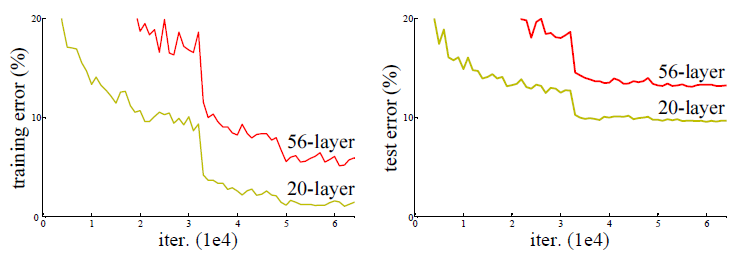 20
10
0
training error (%)
56-layer
20-layer
0 1 2 3 4 5 6
iter. (1e4)
20
10
0
test error (%)
56-layer
20-layer
0 1 2 3 4 5 6
iter. (1e4)